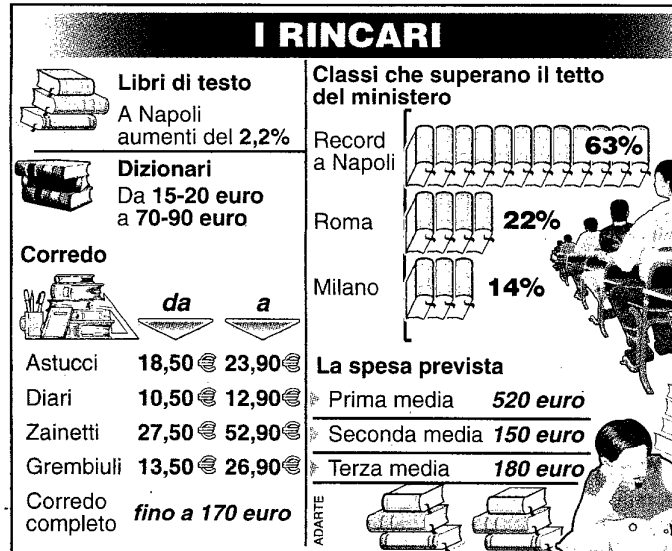 I RINCARI
Libri di testo
A Napoli
aumenti del 2,2%
Dizionari
Da 15-20 euro
a 70-90 euro
Corredo
da a
Astucci 18,50 € 23,90 €
Diari 10,50 € 12,90 €
Zainetti 27,50 € 52,90 €
Grembiuli 13,50 € 26,90 €
Corredo
completo fino a 170 euro
Classi che superano il tetto
del ministero
Record
a Napoli 63%
Roma 22%
Milano 14%
La spesa prevista
Prima media 520 euro
Seconda media 150 euro
Terza media 180 euro
ADARTE